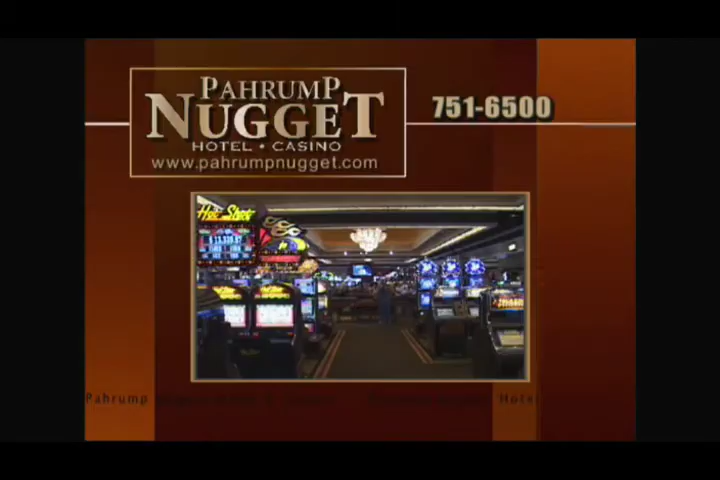 PAHRUMP
NUGGET
HOTEL • CASINO
www.pahrumpnugget.com
751-6500
Hot Shot
Pahrump
Hotel